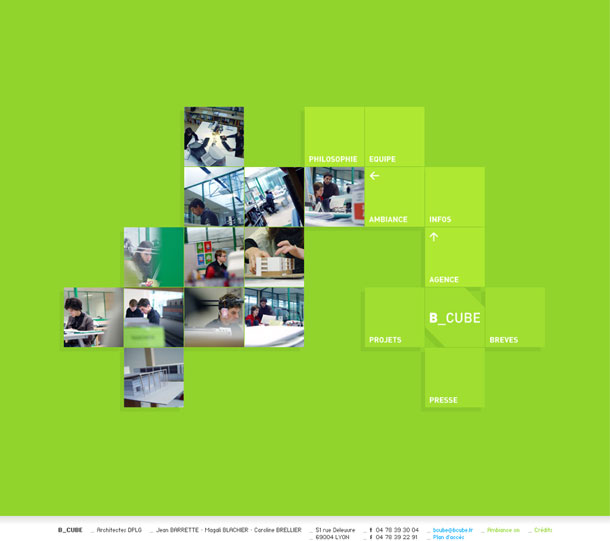 PHILOSOPHIE EQUIPE
AMBIANCE INFOS
AGENCE
PROJETS B_CUBE BREVES
PRESSE
B_CUBE _ Architectes DPLG _ Jean BARRETTE - Magali BLACHIER - Caroline BRELLIER _ 51 rue Deleuvre _ t 04 78 39 30 04 _ bcube@bcube.fr _ Ambiance on _ Crédits
_ 69004 LYON _ f 04 78 39 22 91 _ Plan d'accès